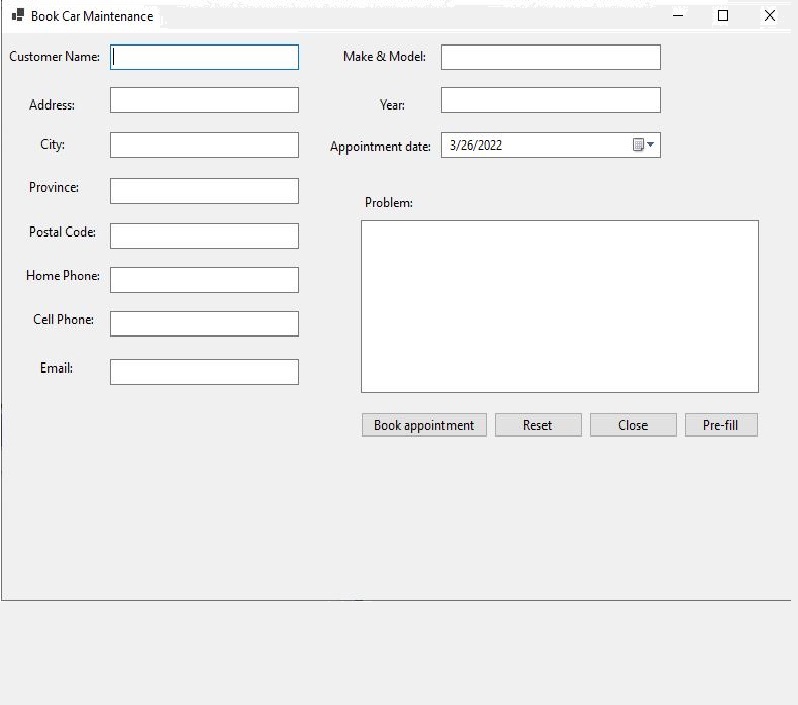 Book Car Maintenance
Customer Name:
Make & Model:
Address:
Year:
City:
Appointment date: 3/26/2022
Province:
Problem:
Postal Code:
Home Phone:
Cell Phone:
Email:
Book appointment Reset Close Pre-fill